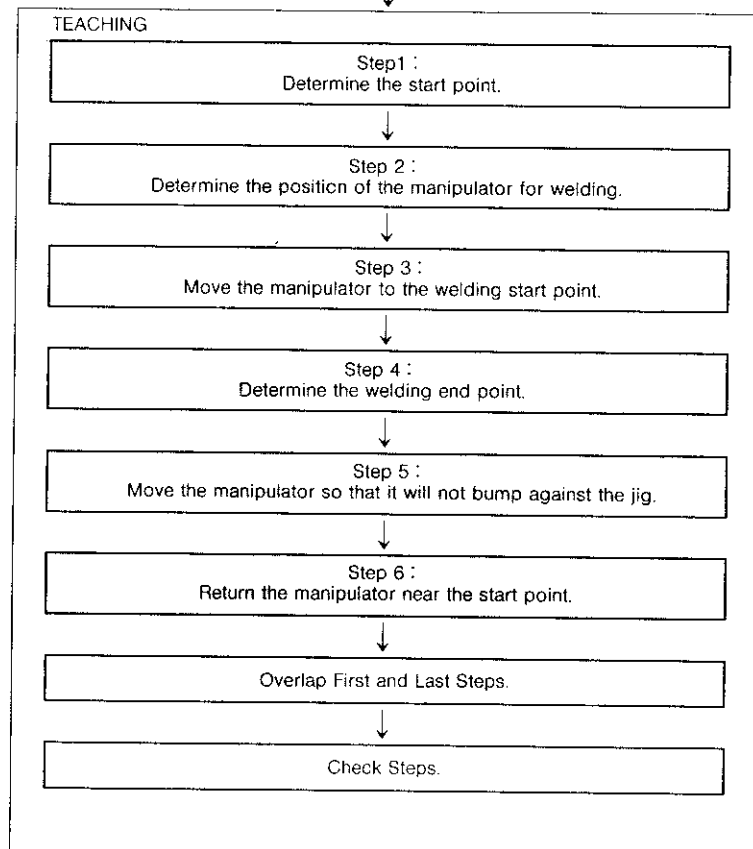 TEACHING
Step1 :
Determine the start point.
Step 2 :
Determine the position of the manipulator for welding.
Step 3 :
Move the manipulator to the welding start point.
Step 4 :
Determine the welding end point.
Step 5 :
Move the manipulator so that it will not bump against the jig.
Step 6 :
Return the manipulator near the start point.
Overlap First and Last Steps.
Check Steps.